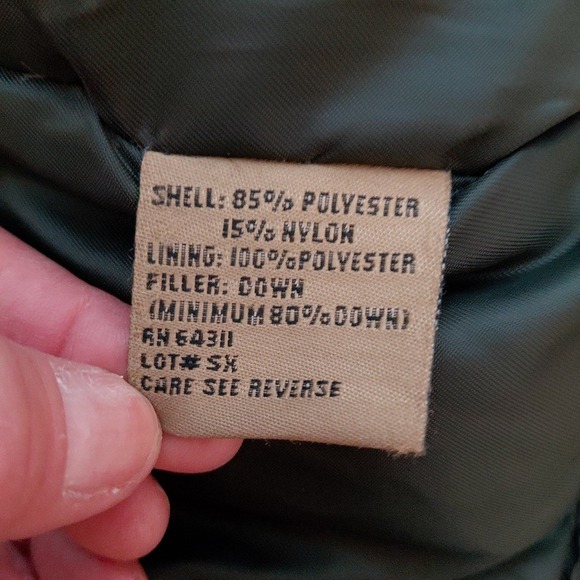 SHELL: 85% POLYESTER
15% NYLON
LINING: 100%POLYESTER
FILLER: DOWN
(MINIMUM 80%DOWN)
RN 64311
LOT# SX
CARE SEE REVERSE